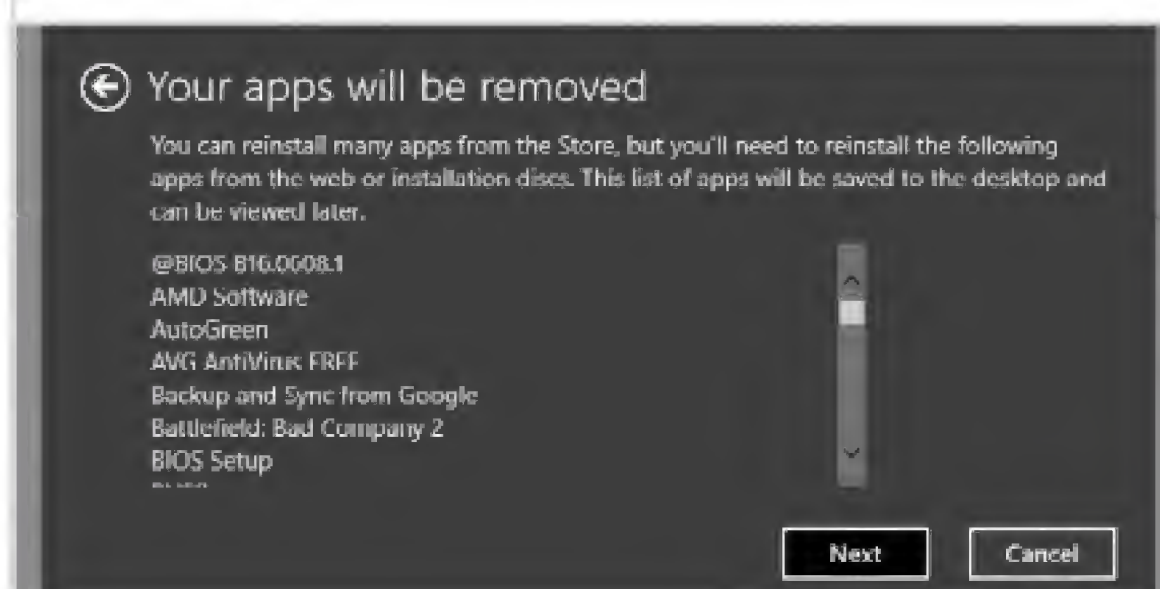 Your apps will be removed
You can reinstall many apps from the Store, but you'll need to reinstall the following
apps from the web or installation discs. This list of apps will be saved to the desktop and
can be viewed later.
@BIOS B16.0608.1
AMD Software
AutoGreen
AVG AntiVirus FREE
Backup and Sync from Google
Battlefield: Bad Company 2
BIOS Setup
Next
Cancel